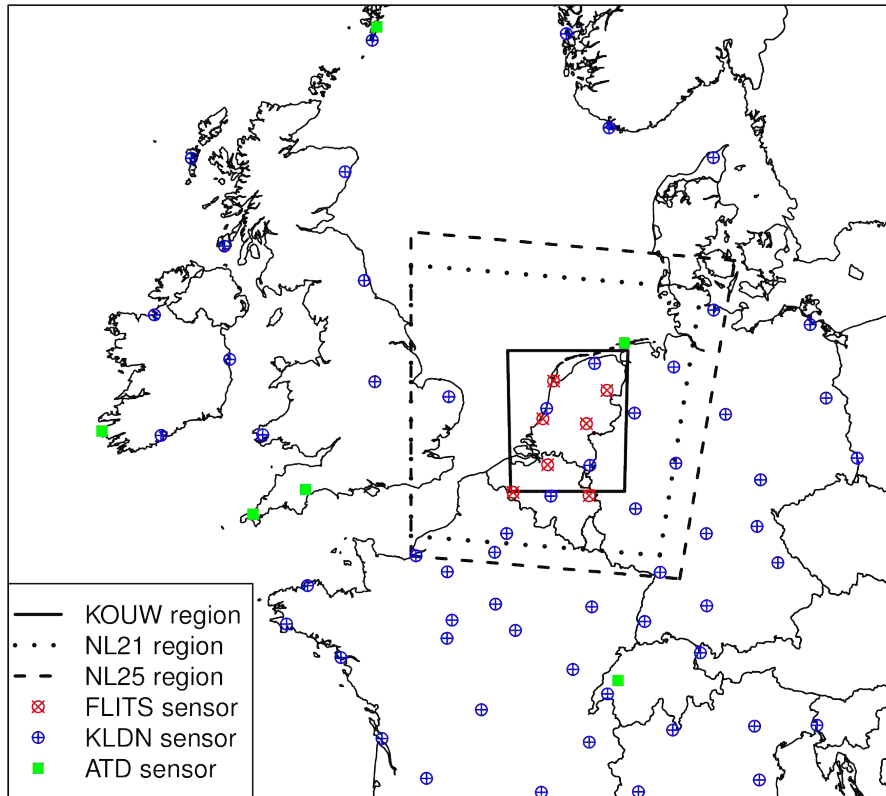 KOUW region
NL21 region
NL25 region
FLITS sensor
KLDN sensor
ATD sensor